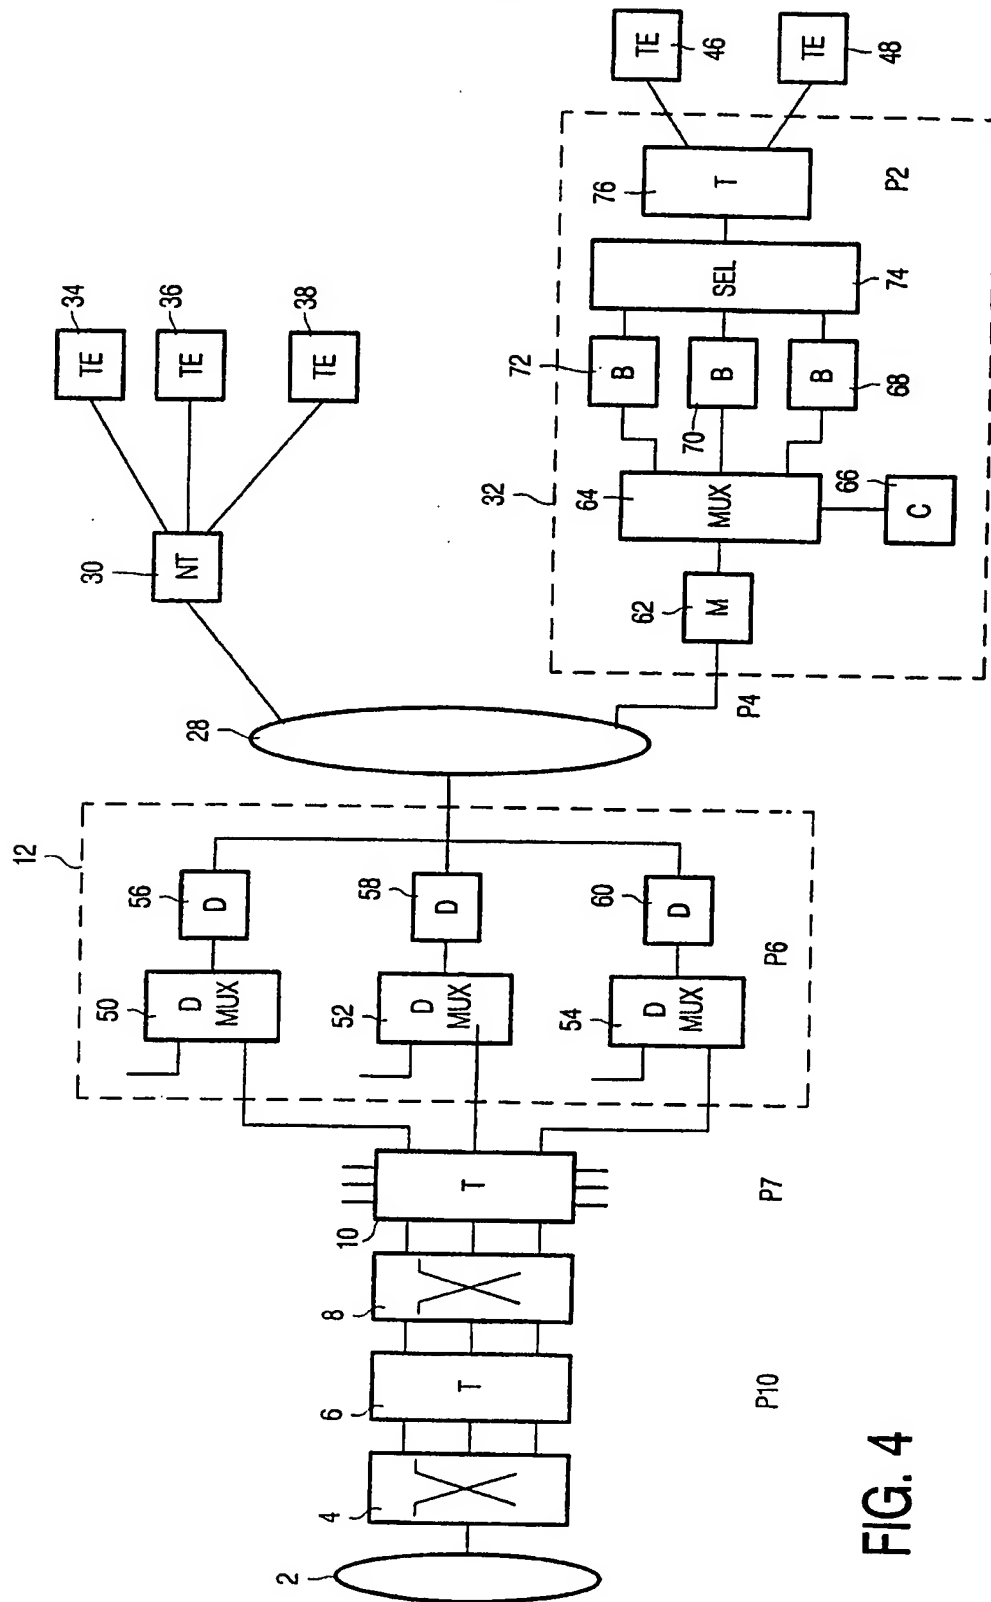 2
4
6
T
P10
8
10
T
P7
12
50
D
MUX
56
D
52
D
MUX
58
D
54
D
MUX
60
D
P6
28
30
NT
34
TE
36
TE
38
TE
P4
32
62
M
64
MUX
66
C
72
B
70
B
B
68
SEL
74
76
T
P2
TE
46
TE
48
FIG. 4